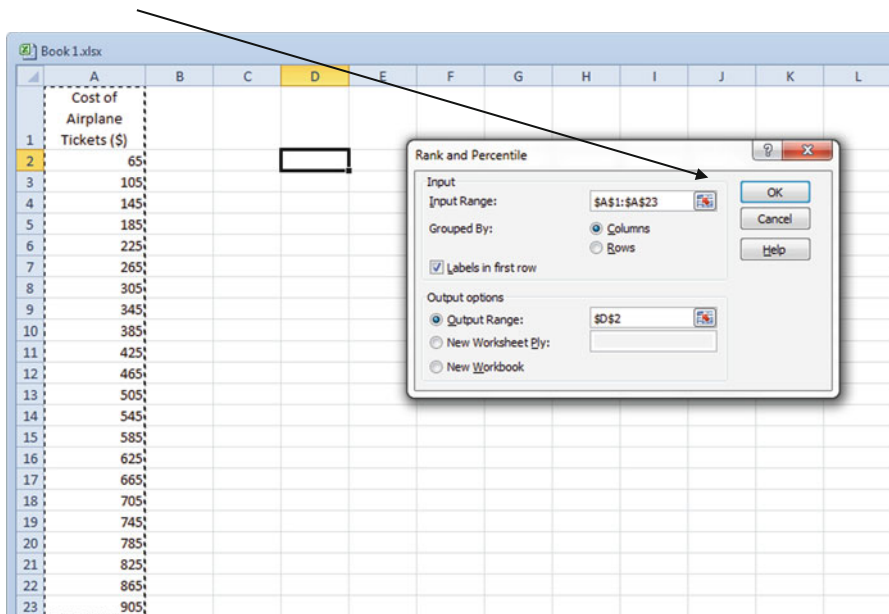 Book 1.xlsx
A B C D E F G H I J K L
Cost of
Airplane
1 Tickets ($)
2 65
3 105
4 145
5 185
6 225
7 265
8 305
9 345
10 385
11 425
12 465
13 505
14 545
15 585
16 625
17 665
18 705
19 745
20 785
21 825
22 865
23 905
Rank and Percentile
Input
Input Range: $A$1:$A$23
Grouped By: Columns
Rows
Labels in first row
Output options
Output Range: $D$2
New Worksheet Ply:
New Workbook
OK
Cancel
Help